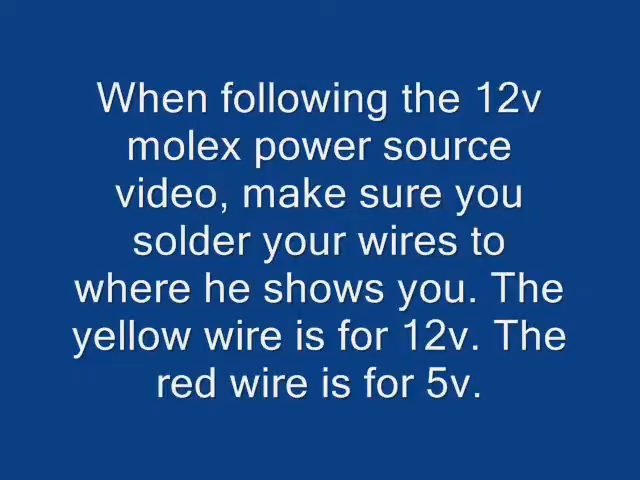 When following the 12v
molex power source
video, make sure you
solder your wires to
where he shows you. The
yellow wire is for 12v. The
red wire is for 5v.